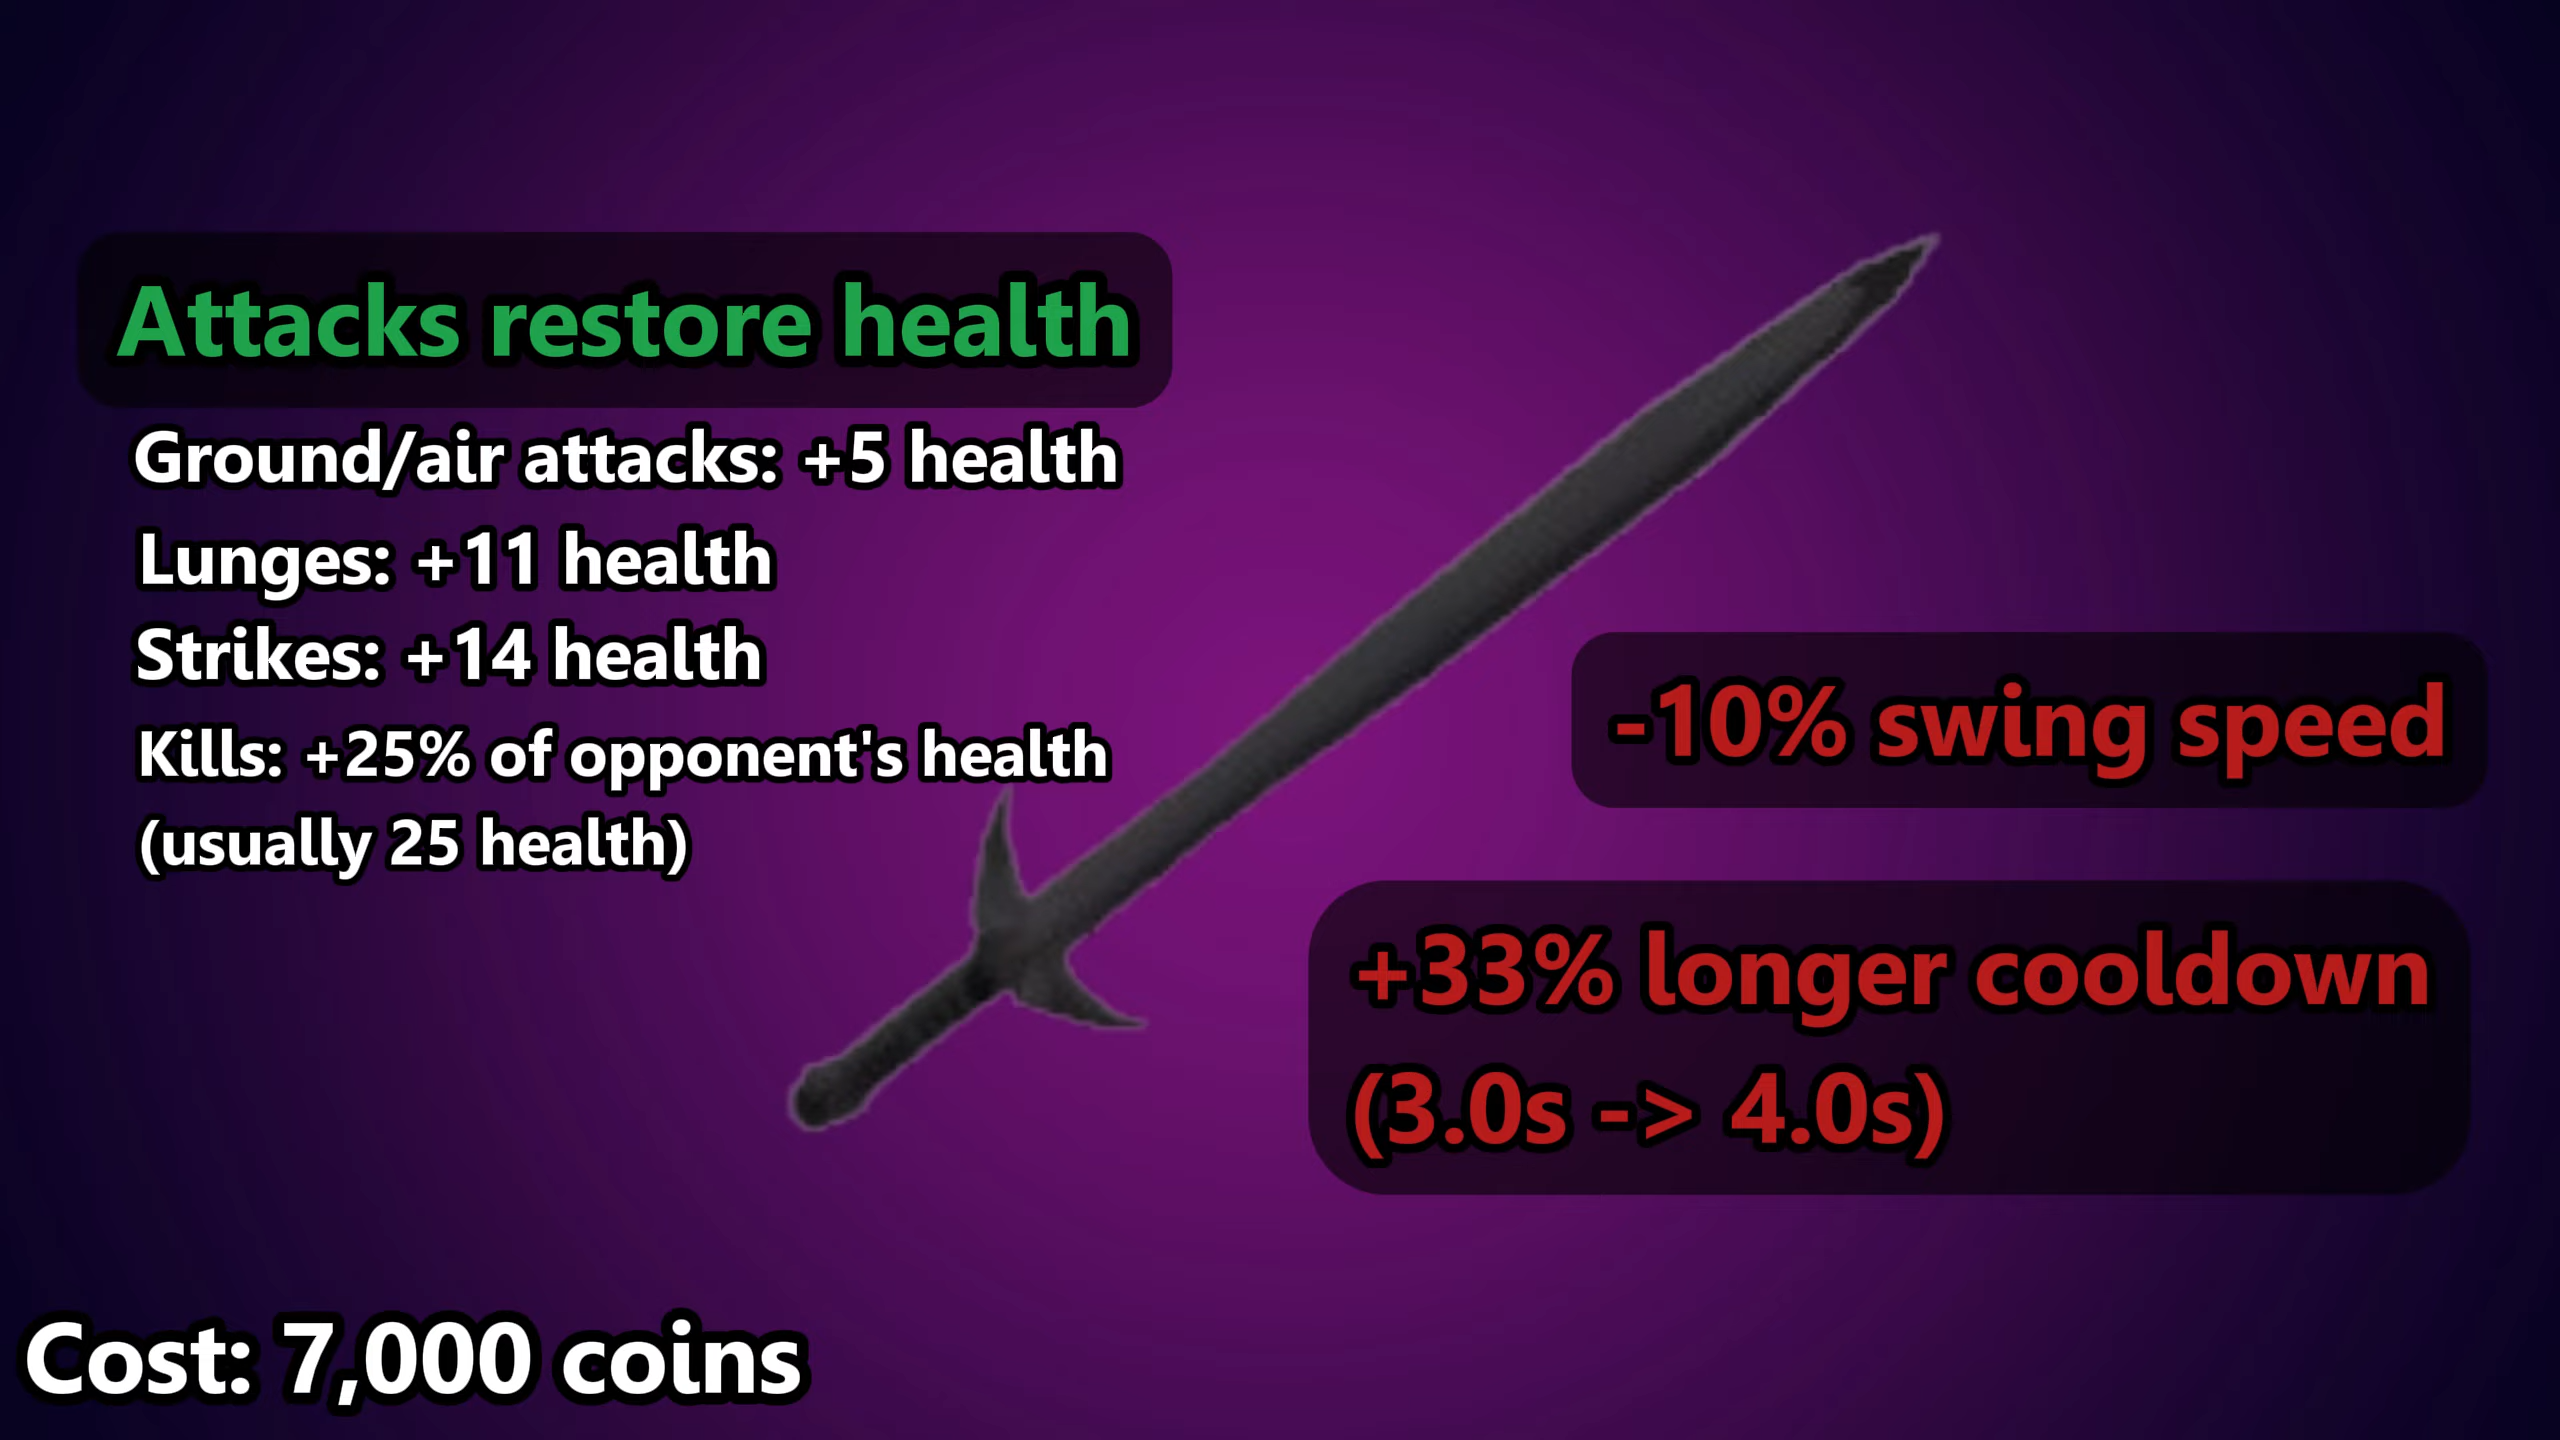 Attacks restore health
Ground/air attacks: +5 health
Lunges: +11 health
Strikes: +14 health
Kills: +25% of opponent's health
(usually 25 health)
-10% swing speed
+33% longer cooldown
(3.0s -> 4.0s)
Cost: 7,000 coins